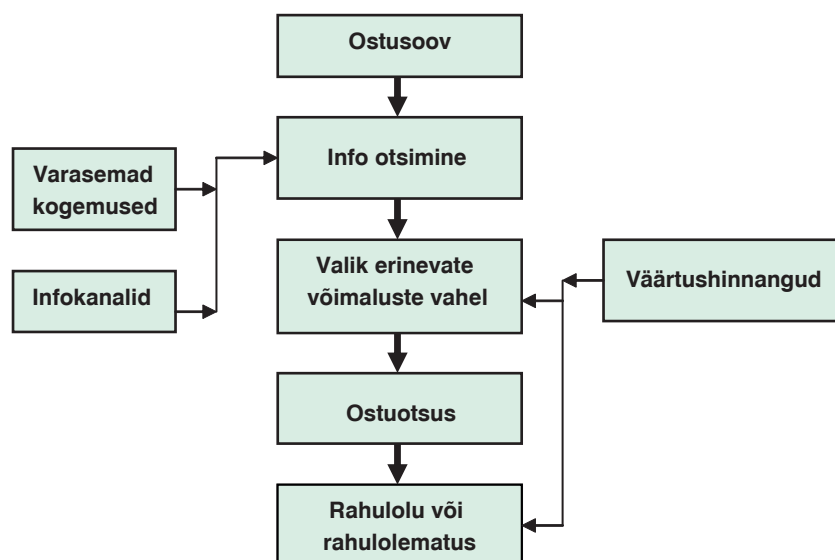 Ostusoov
Info otsimine
Varasemad
kogemused
Infokanalid
Valik erinevate
võimaluste vahel
Väärtushinnangud
Ostuotsus
Rahulolu või
rahulolematus